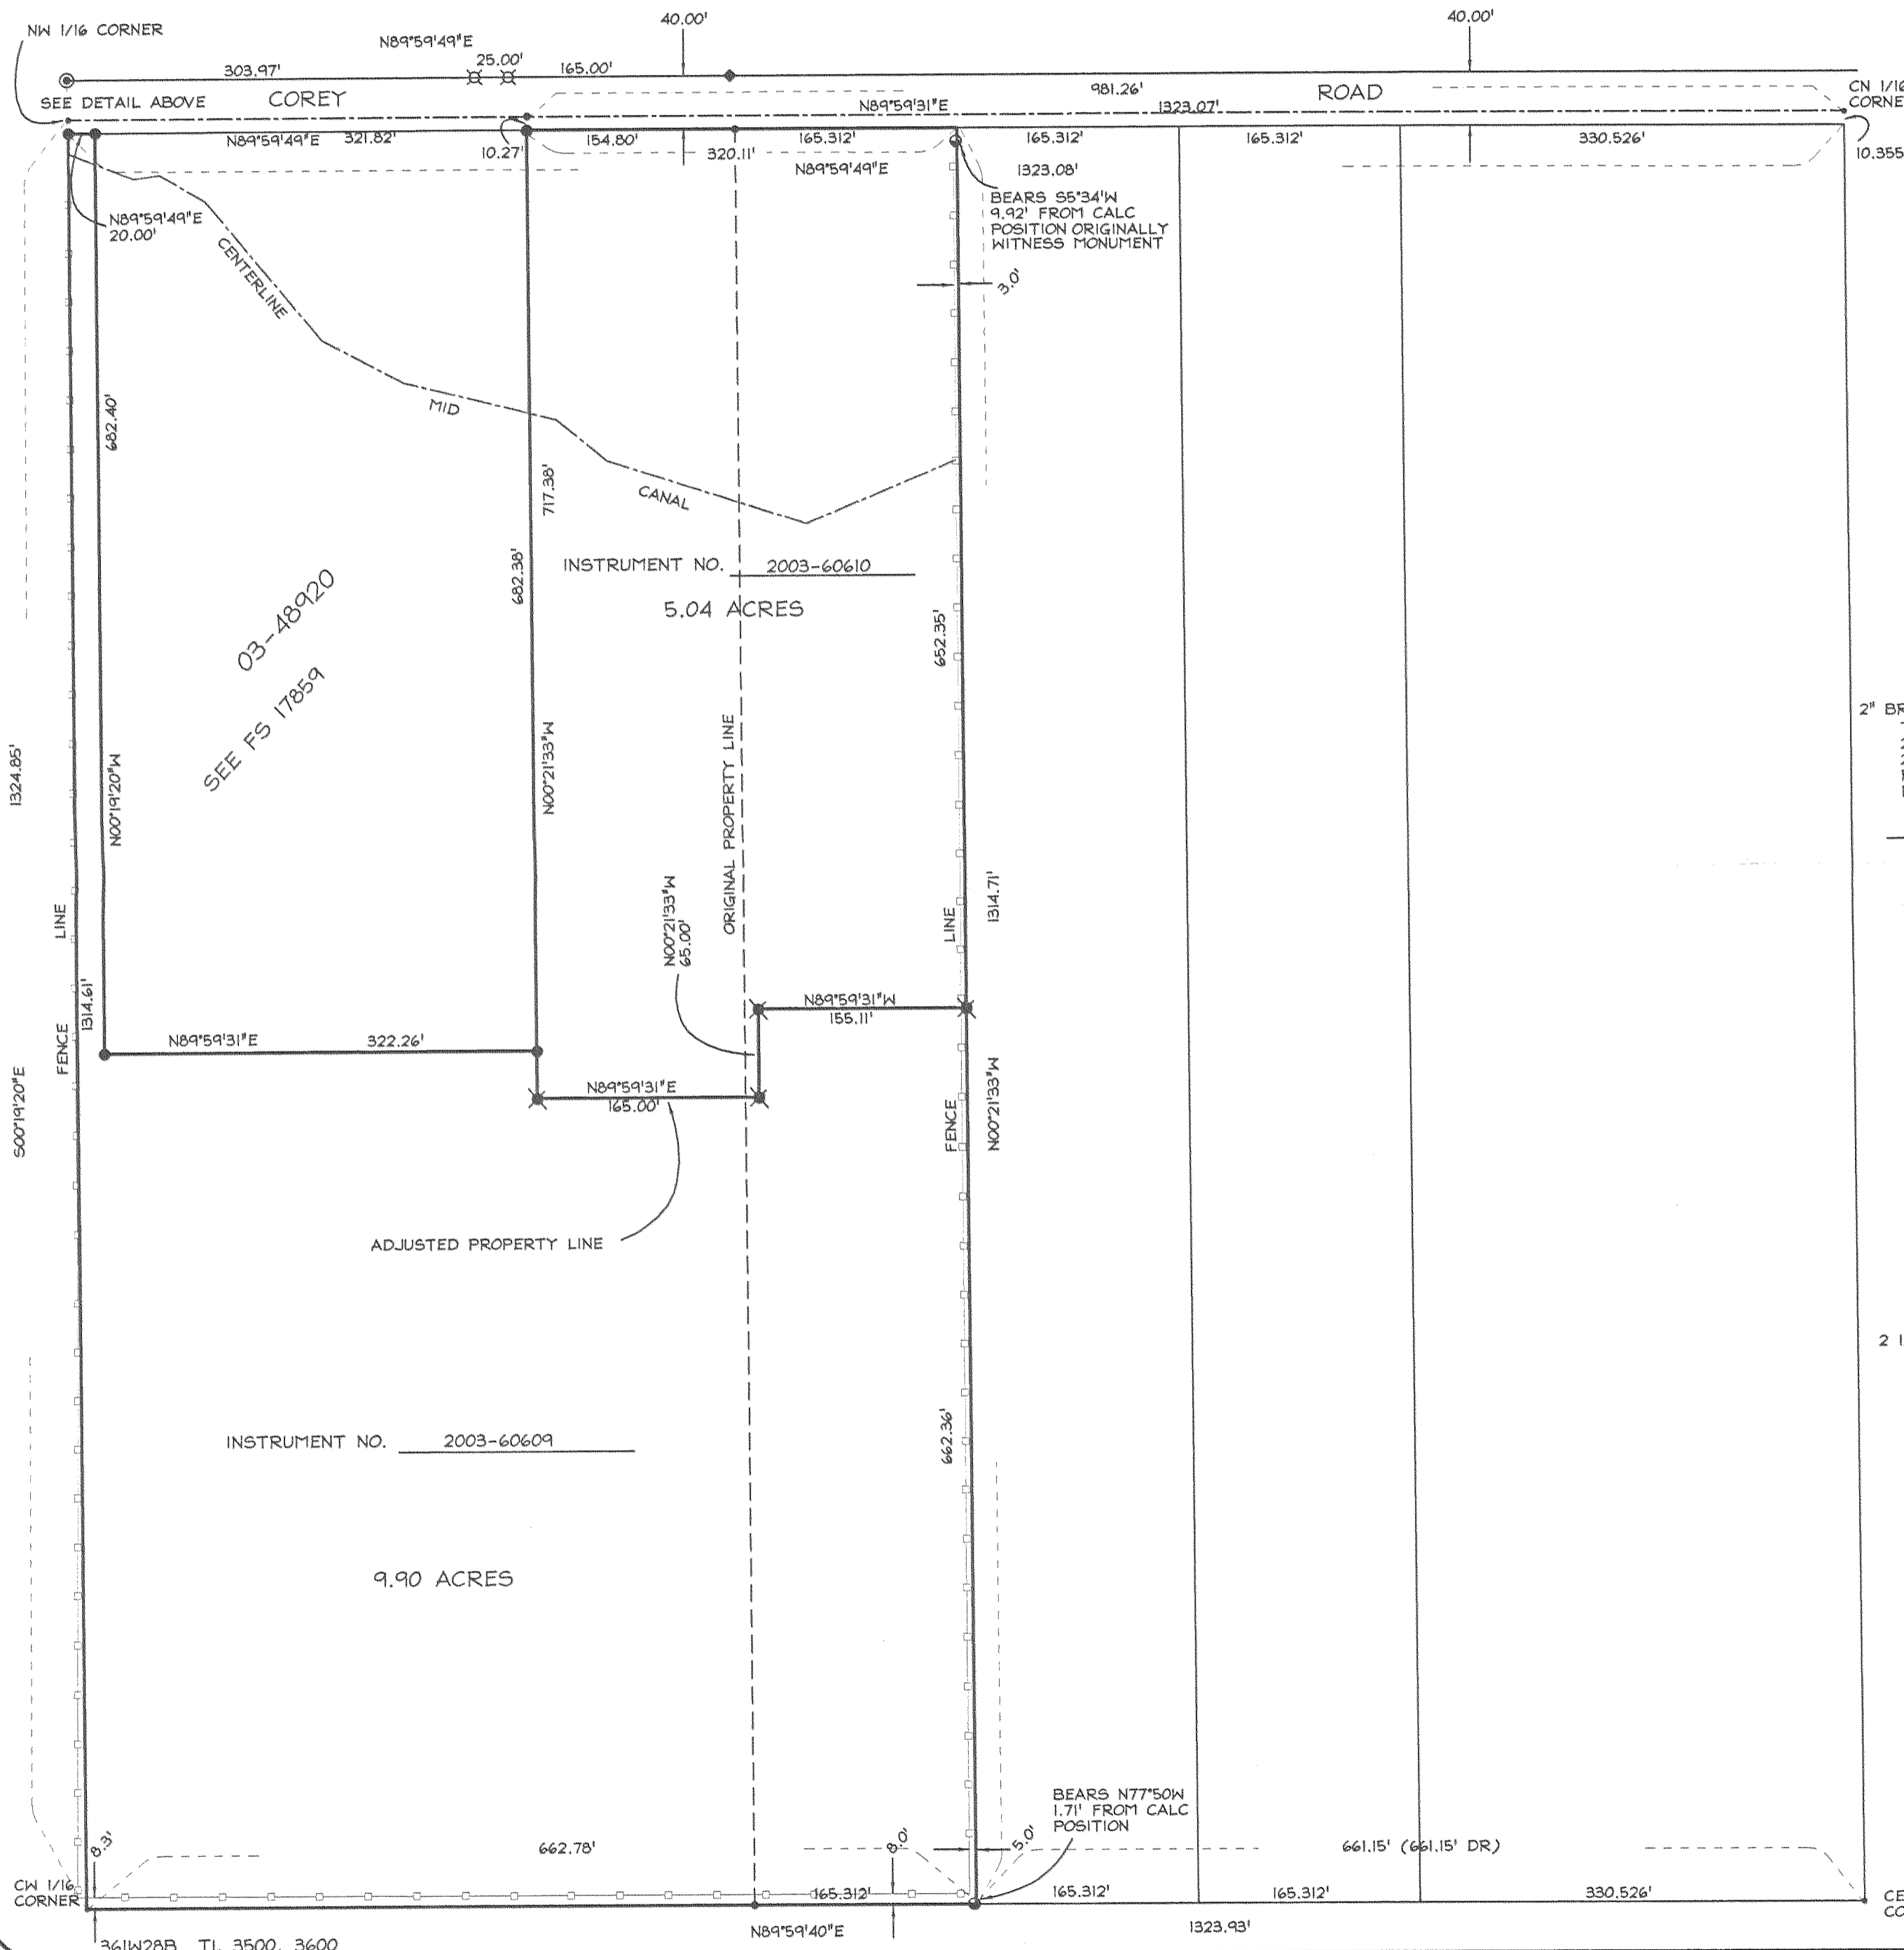 NW 1/16 CORNER
40.00'
40.00'
N89°59'49"E
25.00'
303.97'
165.00'
981.26'
CN 1/16
CORNE
SEE DETAIL ABOVE
COREY
ROAD
N89°59'31"E
1323.07'
N89°59'49"E
321.82'
10.27'
154.80'
165.312'
320.11'
N89°59'49"E
165.312'
165.312'
330.526'
10.355
1323.08'
BEARS S5°34'W
9.92' FROM CALC
POSITION ORIGINALLY
WITNESS MONUMENT
N89°59'49"E
20.00'
CENTERLINE
3.0'
MID
CANAL
682.40'
717.38'
682.38'
INSTRUMENT NO. 2003-60610
5.04 ACRES
03-48920
SEE FS 17859
652.35'
2" BR
1324.85'
N00°19'20"W
N00°21'33"W
ORIGINAL PROPERTY LINE
N00°21'33"W
65.00'
LINE
LINE
1314.71'
1314.61'
FENCE
N89°59'31"W
155.11'
N89°59'31"E
322.26'
N89°59'31"E
165.00'
S00°19'20"E
FENCE
N00°21'33"W
ADJUSTED PROPERTY LINE
2 I
INSTRUMENT NO. 2003-60609
662.36'
9.90 ACRES
BEARS N77°50W
1.71' FROM CALC
POSITION
8.3'
662.78'
8.0'
5.0'
661.15' (661.15' DR)
CW 1/16
CORNER
165.312'
165.312'
165.312'
330.526'
CE
CO
N89°59'40"E
1323.93'
361W28B TL 3500, 3600